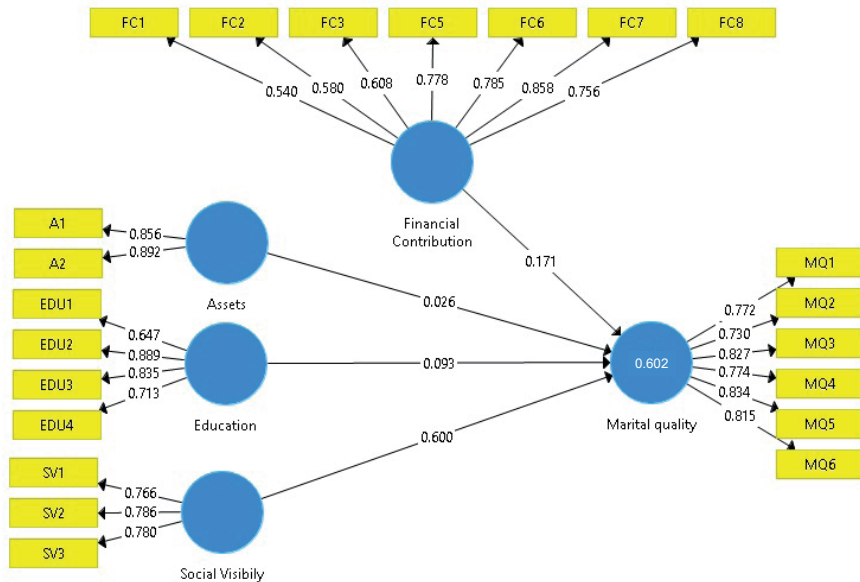 FC1 FC2 FC3 FC5 FC6 FC7 FC8
0.540 0.580 0.608 0.778 0.785 0.858 0.756
Financial
Contribution
0.171
A1
A2
0.856
0.892
Assets
0.026
EDU1
EDU2
EDU3
EDU4
0.647
0.889
0.835
0.713
Education
0.093
SV1
SV2
SV3
0.766
0.786
0.780
Social Visibily
0.600
0.602
Marital quality
0.772
0.730
0.827
0.774
0.834
0.815
MQ1
MQ2
MQ3
MQ4
MQ5
MQ6